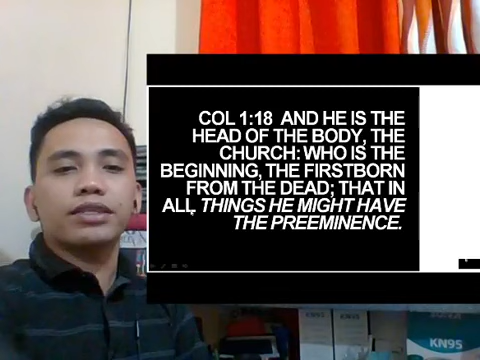 COL 1:18 AND HE IS THE
HEAD OF THE BODY, THE
CHURCH: WHO IS THE
BEGINNING, THE FIRSTBORN
FROM THE DEAD; THAT IN
ALL THINGS HE MIGHT HAVE
THE PREEMINENCE.
KN95
KN95